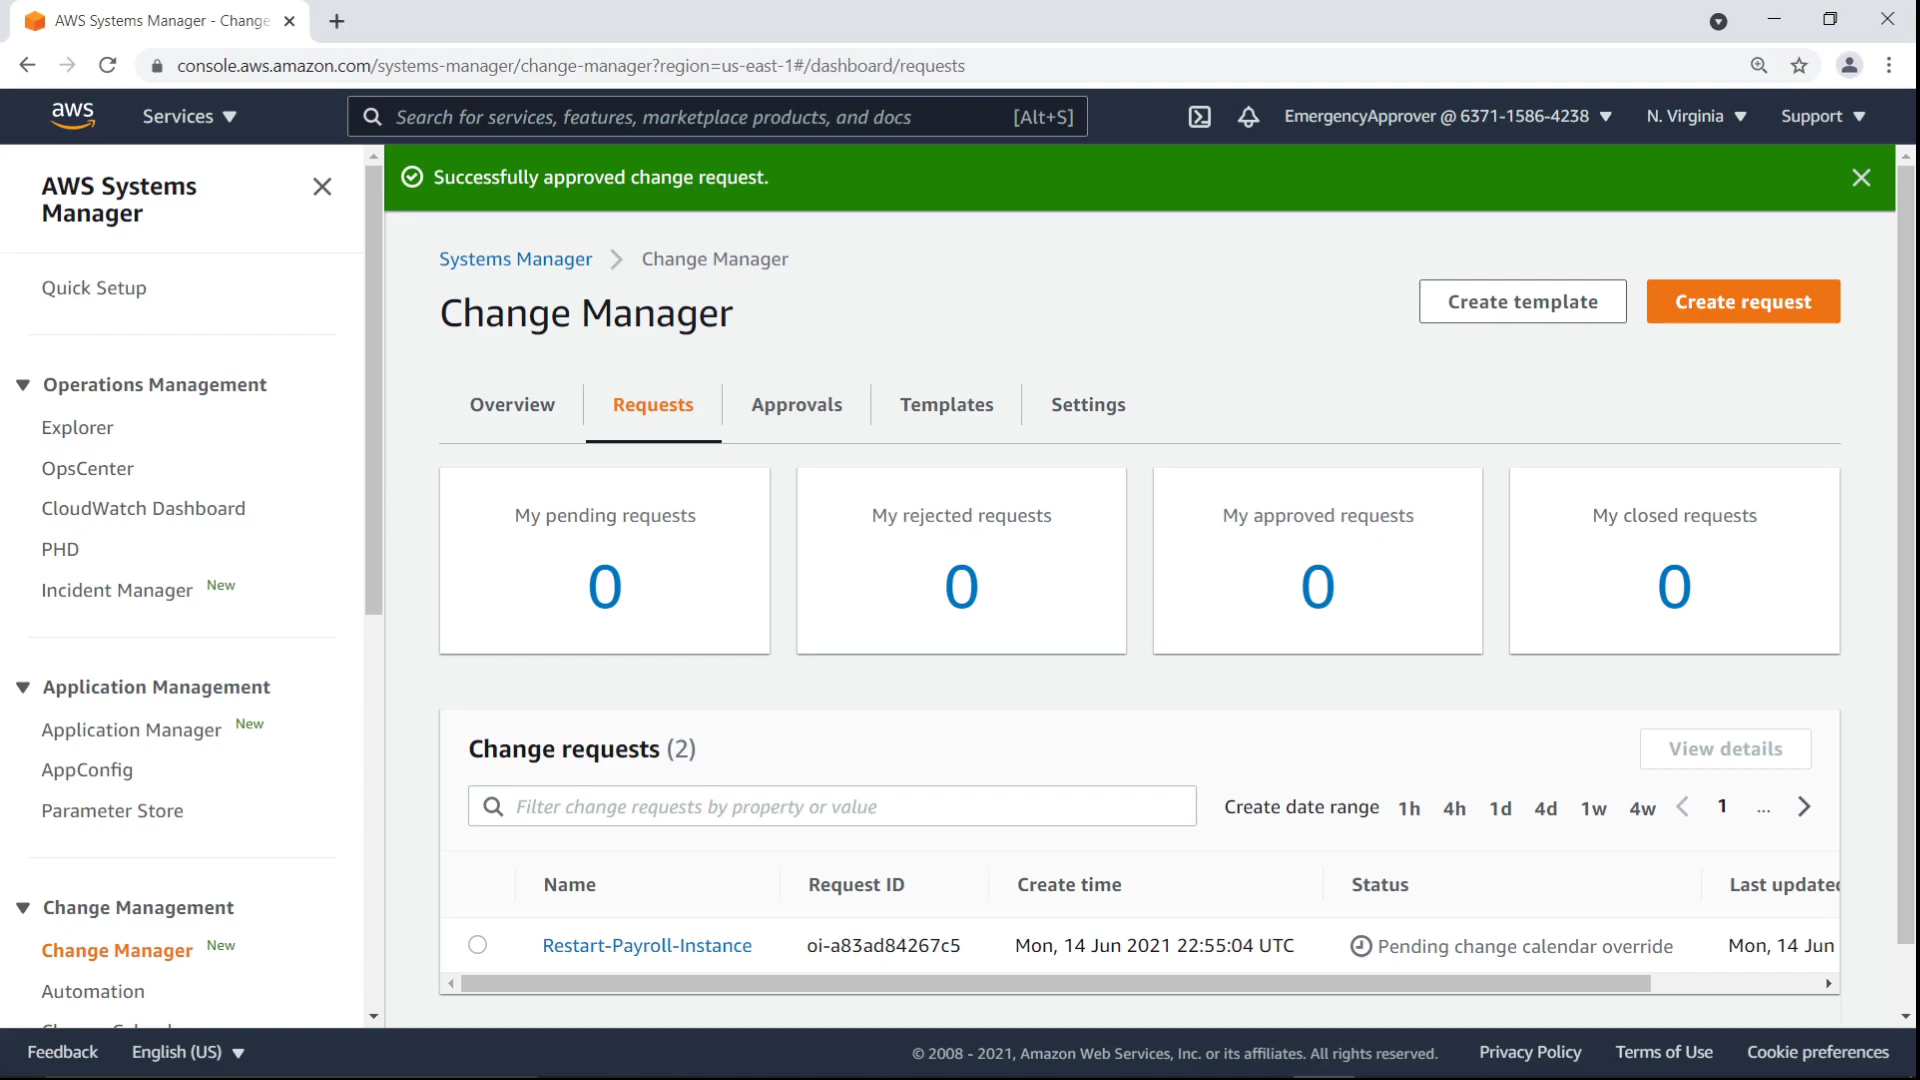 AWS Systems Manager - Change
console.aws.amazon.com/systems-manager/change-manager?region=us-east-1#/dashboard/requests
aws
Services
Search for services, features, marketplace products, and docs [Alt+S]
EmergencyApprover @ 6371-1586-4238
N. Virginia
Support
AWS Systems
Manager
Quick Setup
Operations Management
Explorer
OpsCenter
CloudWatch Dashboard
PHD
Incident Manager New
Application Management
Application Manager New
AppConfig
Parameter Store
Change Management
Change Manager New
Automation
Successfully approved change request.
Systems Manager
Change Manager
Change Manager
Create template
Create request
Overview
Requests
Approvals
Templates
Settings
My pending requests
0
My rejected requests
0
My approved requests
0
My closed requests
0
Change requests (2)
View details
Filter change requests by property or value
Create date range 1h 4h 1d 4d 1w 4w 1 ...
Name Request ID Create time Status Last updated
Restart-Payroll-Instance oi-a83ad84267c5 Mon, 14 Jun 2021 22:55:04 UTC Pending change calendar override Mon, 14 Jun
Feedback
English (US)
© 2008 - 2021, Amazon Web Services, Inc. or its affiliates. All rights reserved.
Privacy Policy
Terms of Use
Cookie preferences